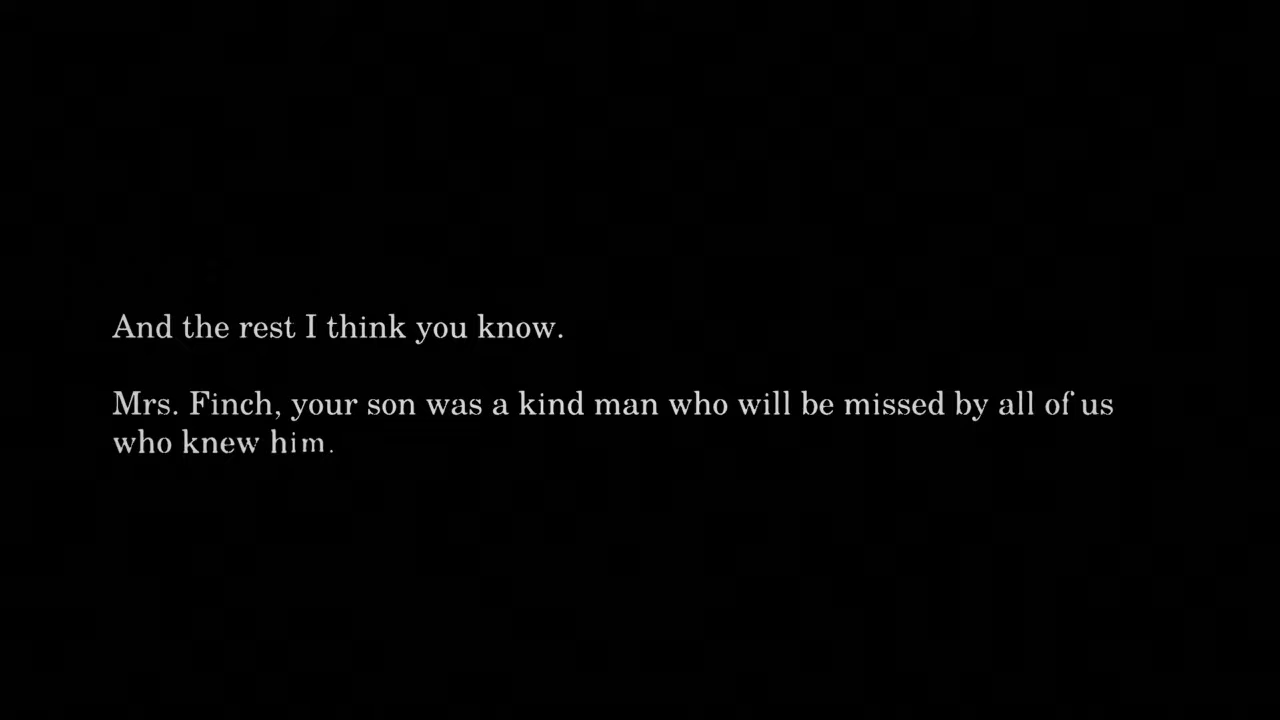 And the rest I think you know.
Mrs. Finch, your son was a kind man who will be missed by all of us
who knew him.